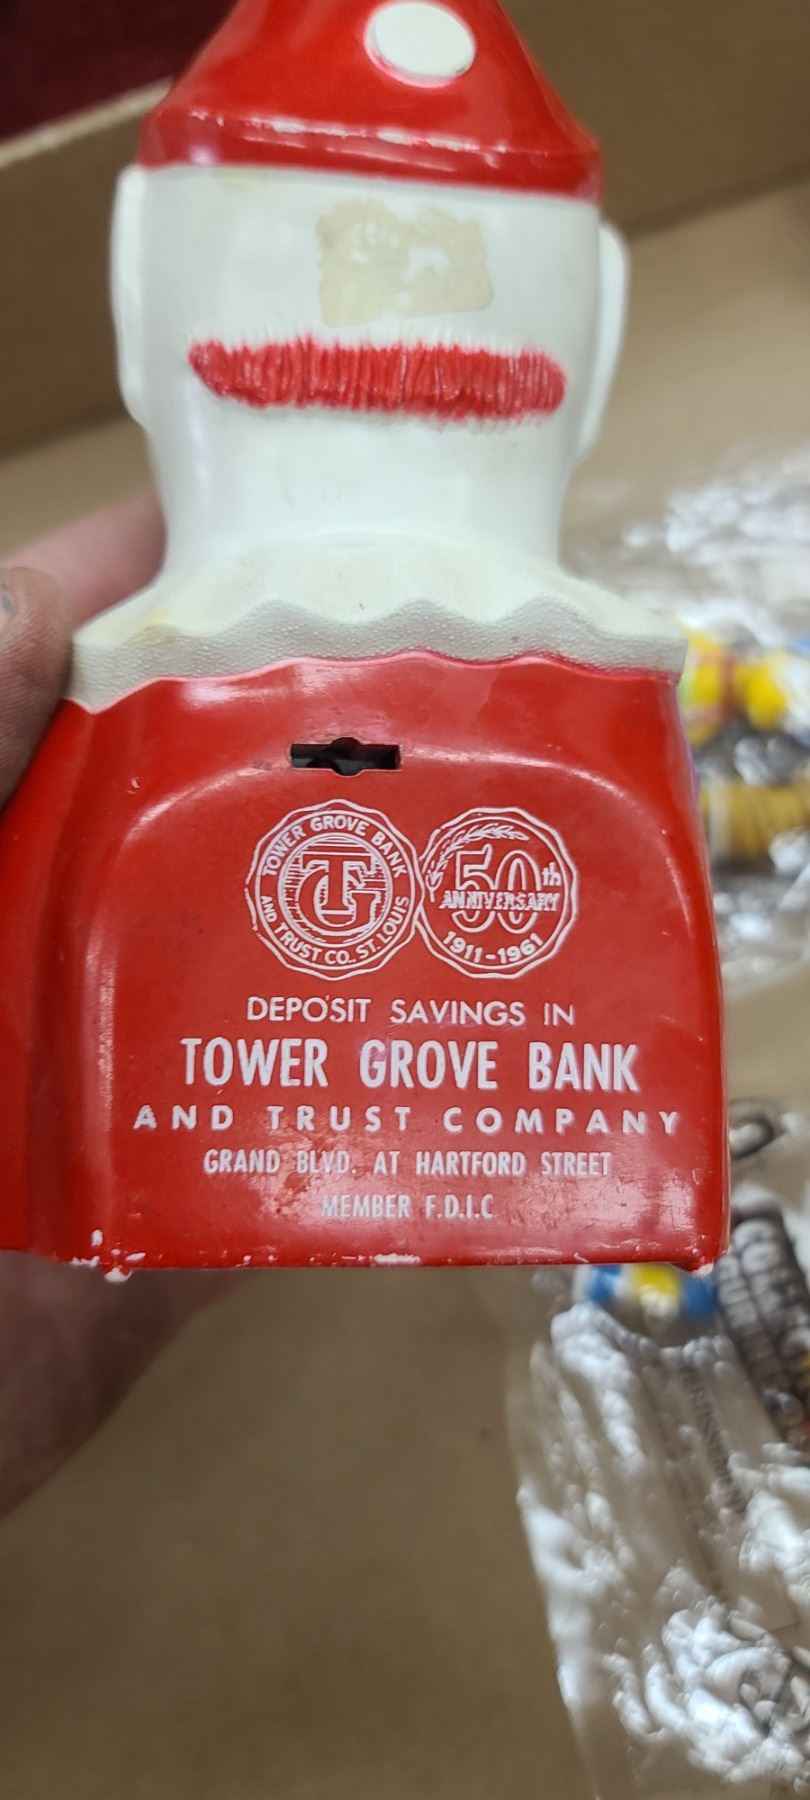 TOWER GROVE BANK
AND TRUST CO. ST. LOUIS
TG
50th
ANNIVERSARY
1911-1961
DEPOSIT SAVINGS IN
TOWER GROVE BANK
AND TRUST COMPANY
GRAND BLVD. AT HARTFORD STREET
MEMBER F.D.I.C